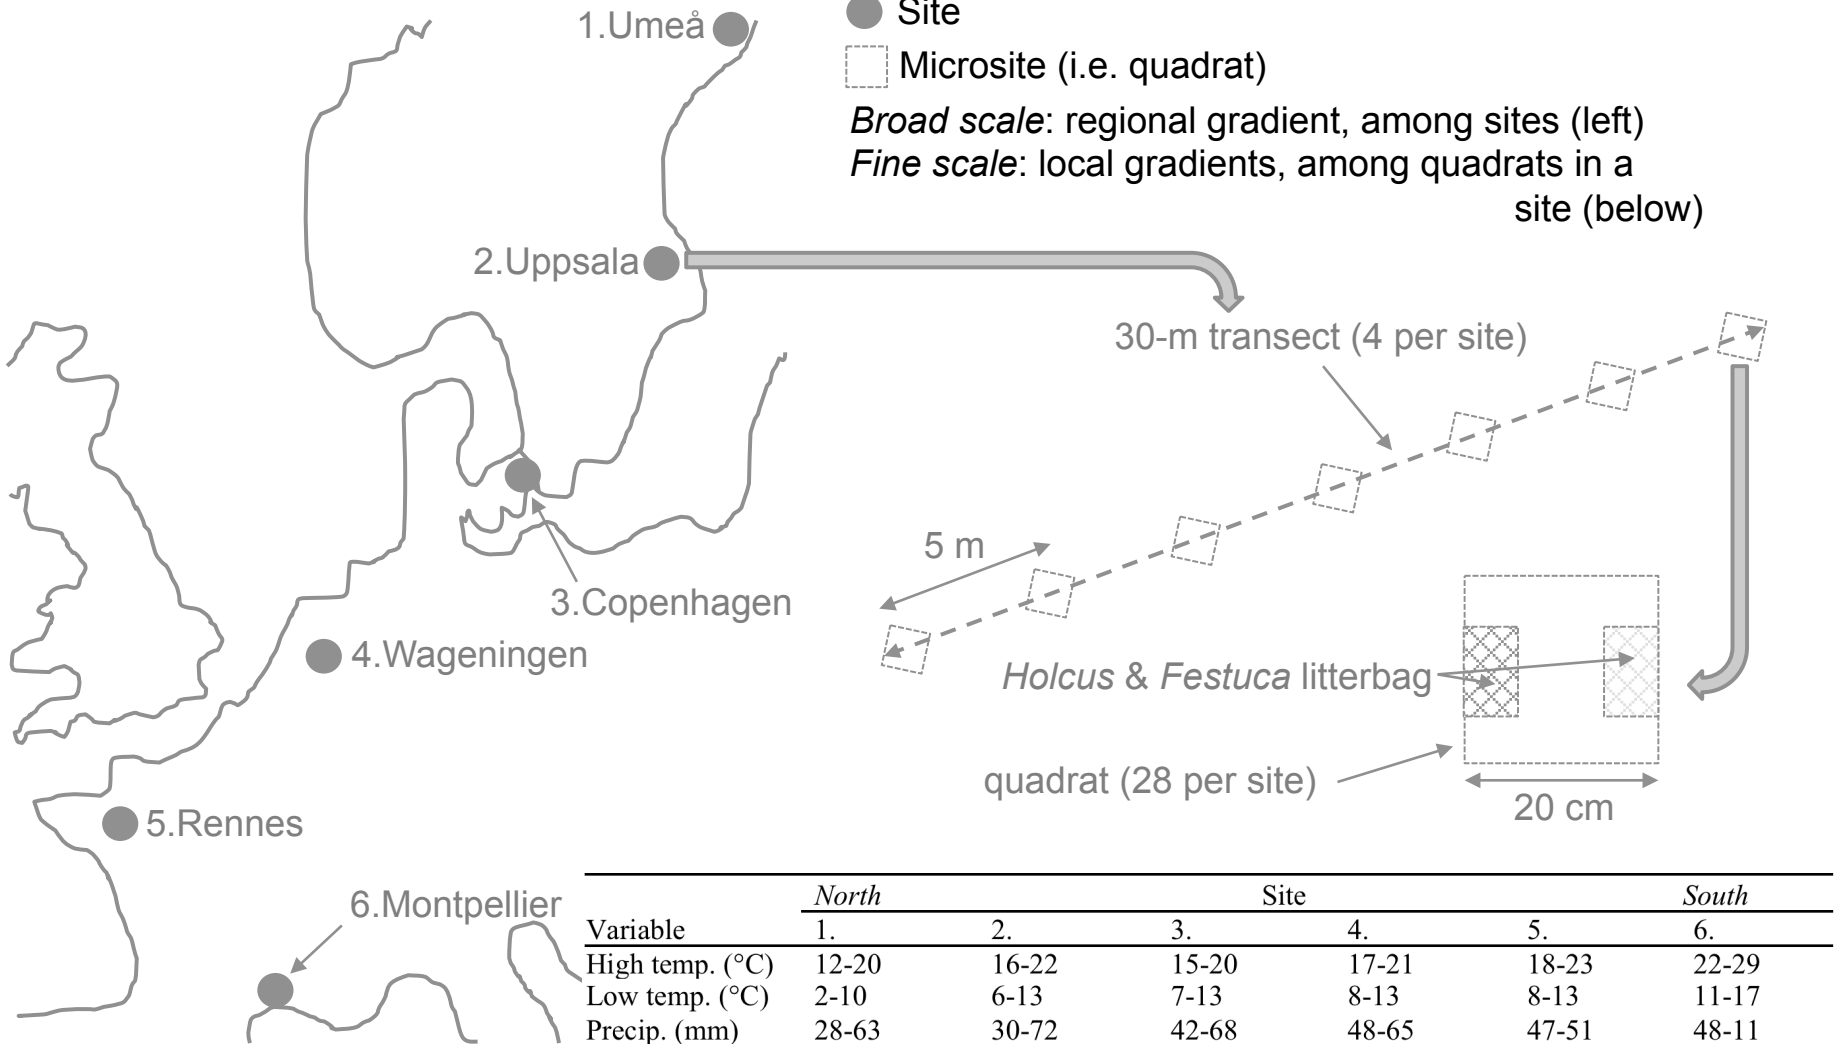 1.Umeå
Site
Microsite (i.e. quadrat)
Broad scale: regional gradient, among sites (left)
Fine scale: local gradients, among quadrats in a
site (below)
2.Uppsala
30-m transect (4 per site)
5 m
3.Copenhagen
4.Wageningen
Holcus & Festuca litterbag
quadrat (28 per site)
20 cm
5.Rennes
6.Montpellier
North Site South
Variable 1. 2. 3. 4. 5. 6.
High temp. (°C) 12-20 16-22 15-20 17-21 18-23 22-29
Low temp. (°C) 2-10 6-13 7-13 8-13 8-13 11-17
Precip. (mm) 28-63 30-72 42-68 48-65 47-51 48-11